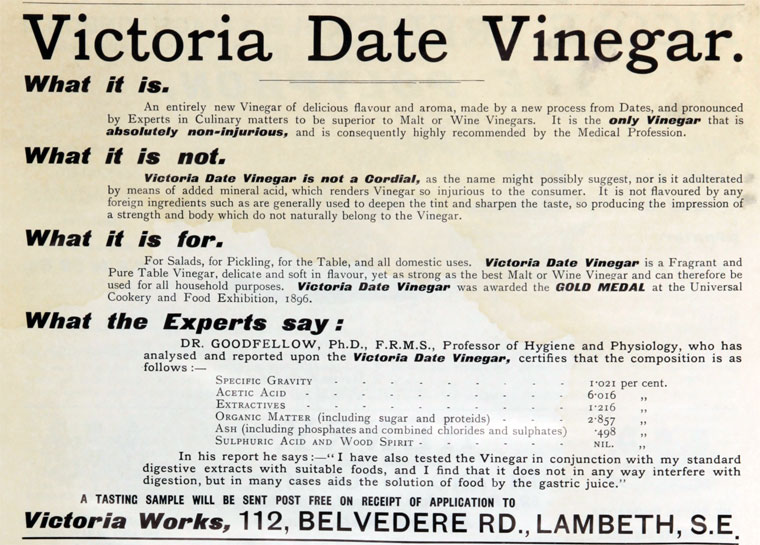 Victoria Date Vinegar.
What it is.
An entirely new Vinegar of delicious flavour and aroma, made by a new process from Dates, and pronounced
by Experts in Culinary matters to be superior to Malt or Wine Vinegars. It is the only Vinegar that is
absolutely non-injurious, and is consequently highly recommended by the Medical Profession.
What it is not.
Victoria Date Vinegar is not a Cordial, as the name might possibly suggest, nor is it adulterated
by means of added mineral acid, which renders Vinegar so injurious to the consumer. It is not flavoured by any
foreign ingredients such as are generally used to deepen the tint and sharpen the taste, so producing the impression of
a strength and body which do not naturally belong to the Vinegar.
What it is for.
For Salads, for Pickling, for the Table, and all domestic uses. Victoria Date Vinegar is a Fragrant and
Pure Table Vinegar, delicate and soft in flavour, yet as strong as the best Malt or Wine Vinegar and can therefore be
used for all household purposes. Victoria Date Vinegar was awarded the GOLD MEDAL at the Universal
Cookery and Food Exhibition, 1896.
What the Experts say :
DR. GOODFELLOW, Ph.D., F.R.M.S., Professor of Hygiene and Physiology, who has
analysed and reported upon the Victoria Date Vinegar, certifies that the composition is as
follows :—
SPECIFIC GRAVITY - - - - - - - - - 1·021 per cent.
ACETIC ACID - - - - - - - - - - 6·016 „
EXTRACTIVES - - - - - - - - - - 1·216 „
ORGANIC MATTER (including sugar and proteids) - - - 2·857 „
ASH (including phosphates and combined chlorides and sulphates) ·498 „
SULPHURIC ACID AND WOOD SPIRIT - - - - - - NIL. „
In his report he says :—“ I have also tested the Vinegar in conjunction with my standard
digestive extracts with suitable foods, and I find that it does not in any way interfere with
digestion, but in many cases aids the solution of food by the gastric juice.”
A TASTING SAMPLE WILL BE SENT POST FREE ON RECEIPT OF APPLICATION TO
Victoria Works, 112, BELVEDERE RD., LAMBETH, S.E.